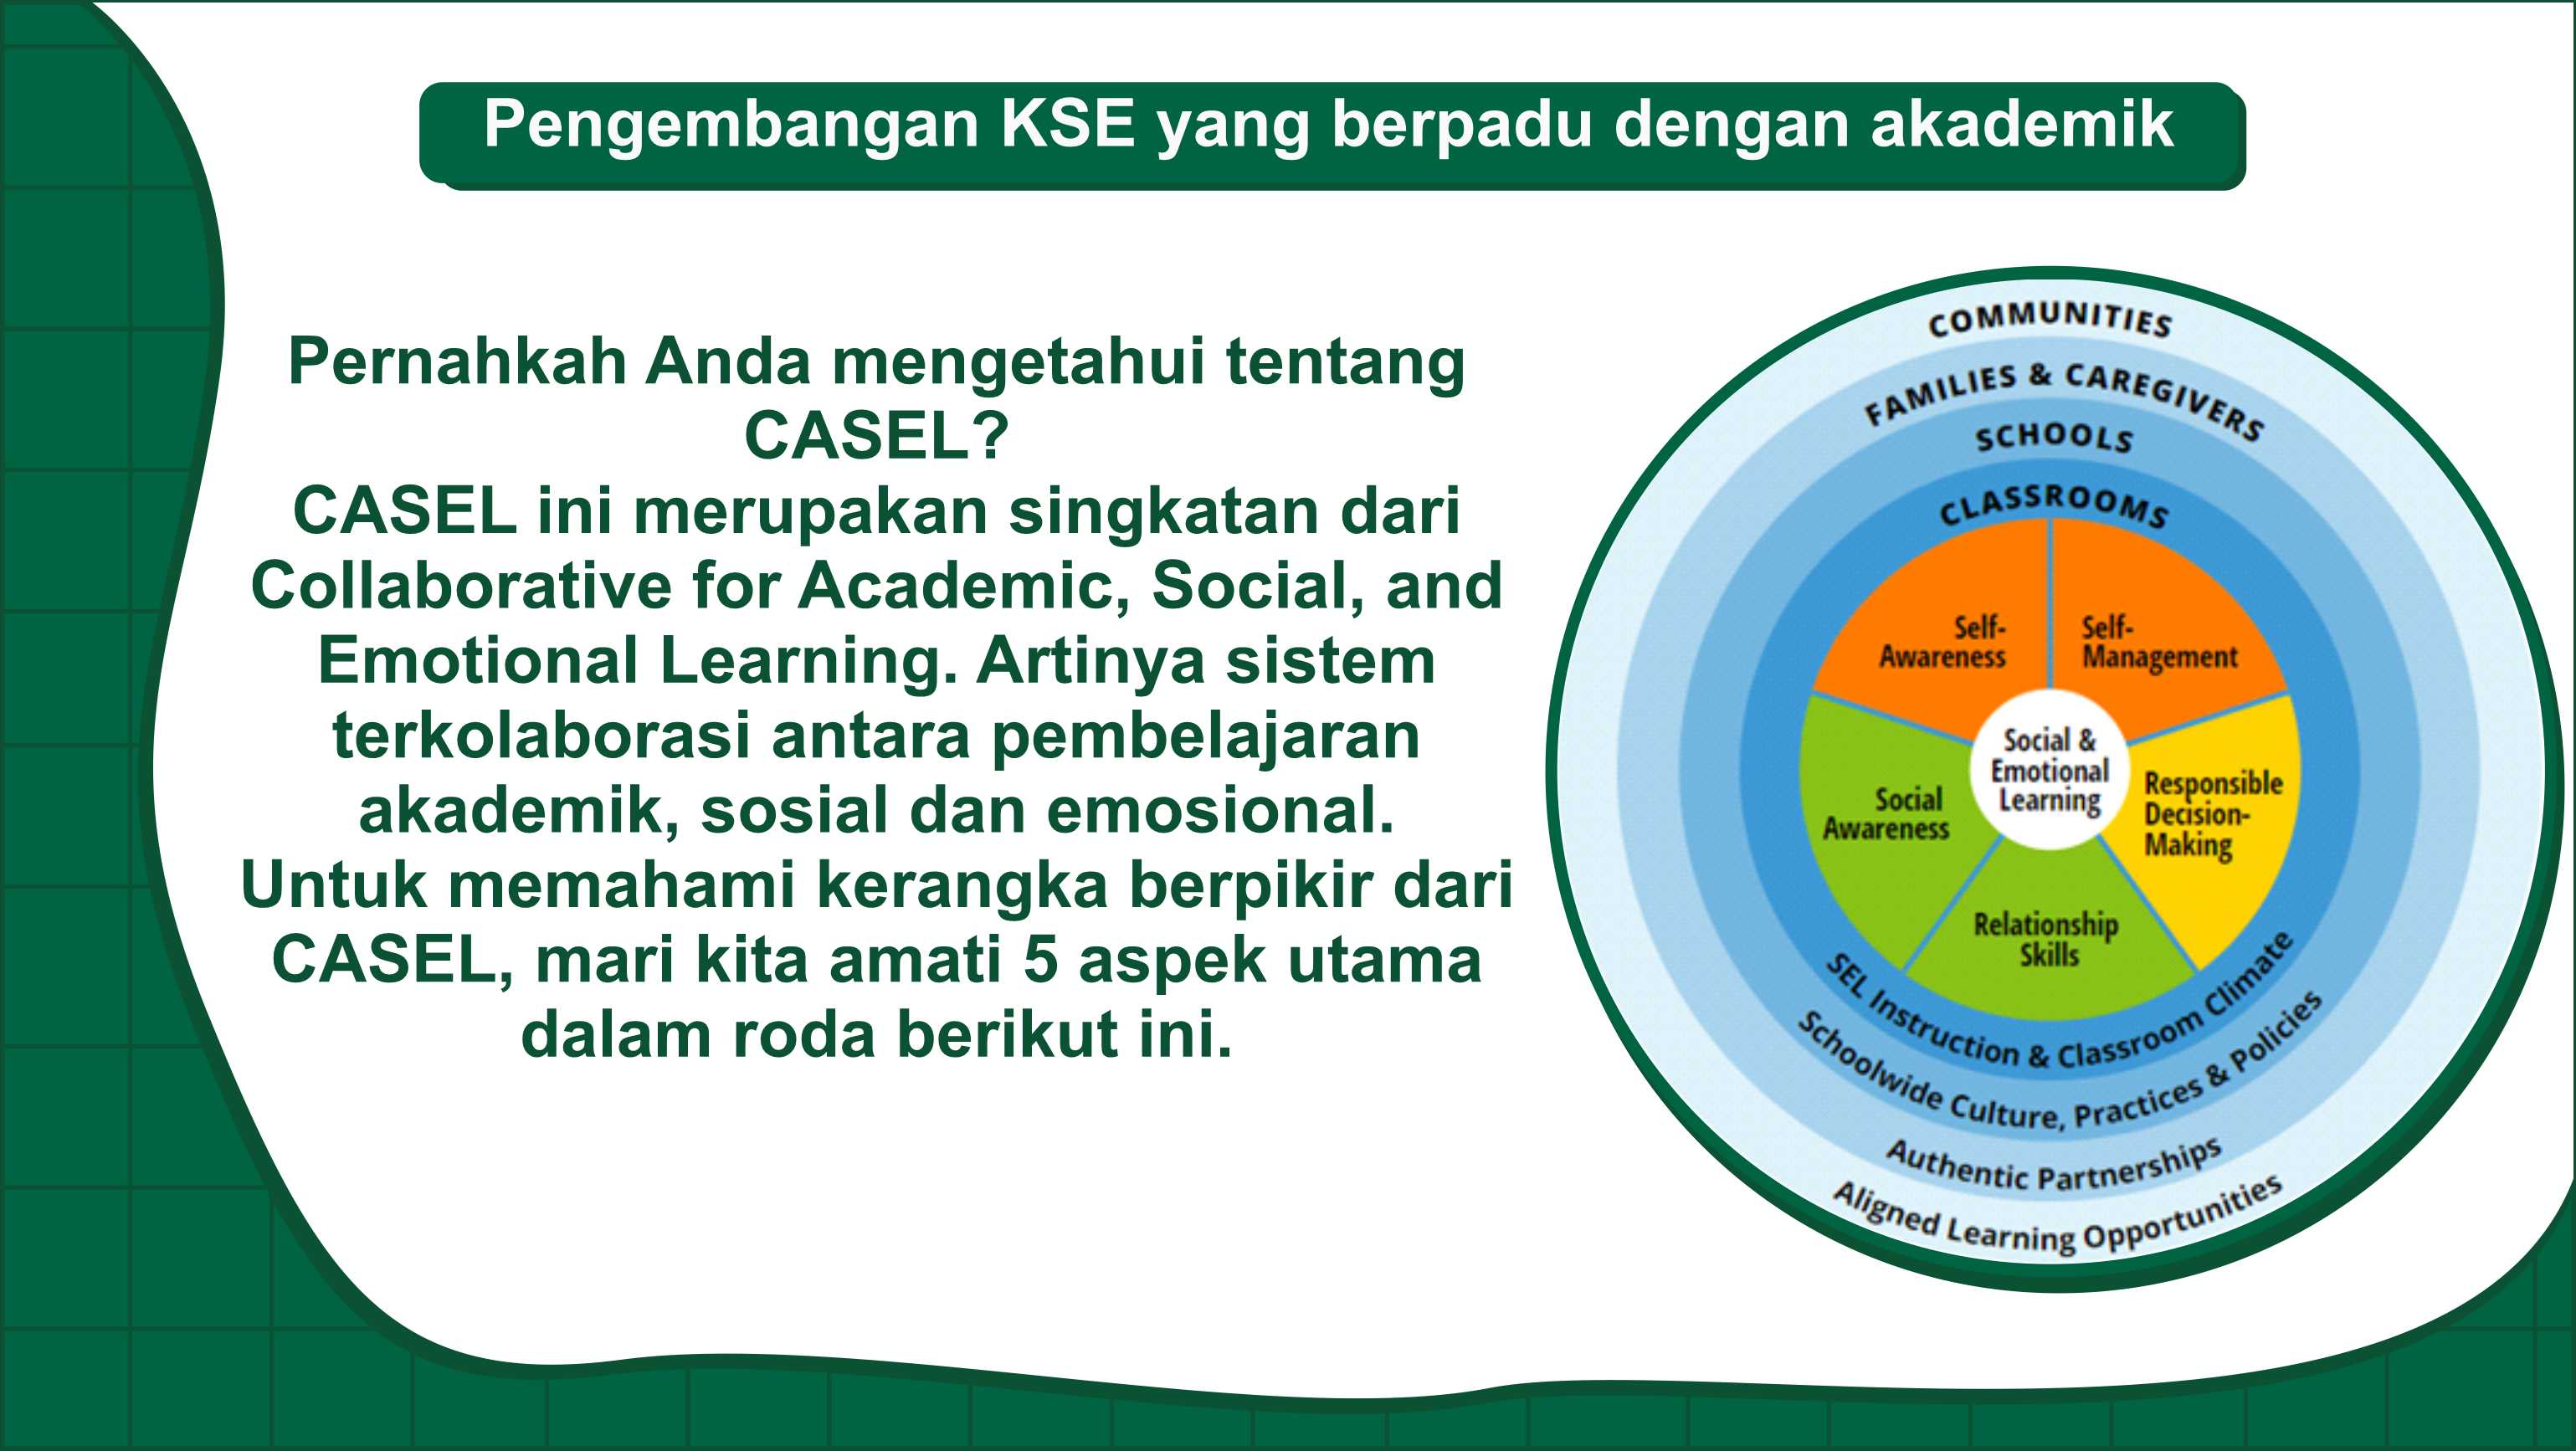 Pengembangan KSE yang berpadu dengan akademik
Pernahkah Anda mengetahui tentang
CASEL?
CASEL ini merupakan singkatan dari
Collaborative for Academic, Social, and
Emotional Learning. Artinya sistem
terkolaborasi antara pembelajaran
akademik, sosial dan emosional.
Untuk memahami kerangka berpikir dari
CASEL, mari kita amati 5 aspek utama
dalam roda berikut ini.
COMMUNITIES
FAMILIES & CAREGIVERS
SCHOOLS
CLASSROOMS
Self-
Awareness
Self-
Management
Social &
Emotional
Learning
Social
Awareness
Responsible
Decision-
Making
Relationship
Skills
SEL Instruction & Classroom Climate
Schoolwide Culture, Practices & Policies
Authentic Partnerships
Aligned Learning Opportunities